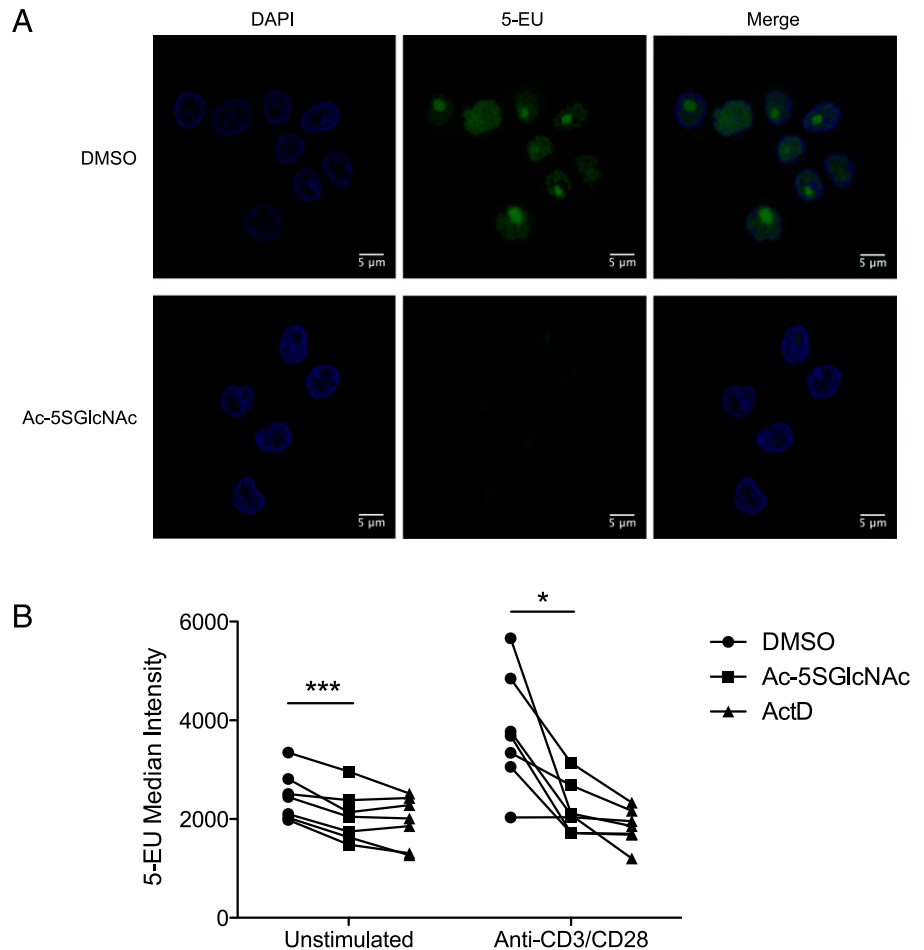 A
DAPI 5-EU Merge
DMSO
5 µm 5 µm 5 µm
Ac-5SGlcNAc
5 µm 5 µm 5 µm
B
5-EU Median Intensity
6000
4000
2000
0
***
*
Unstimulated Anti-CD3/CD28
DMSO
Ac-5SGlcNAc
ActD